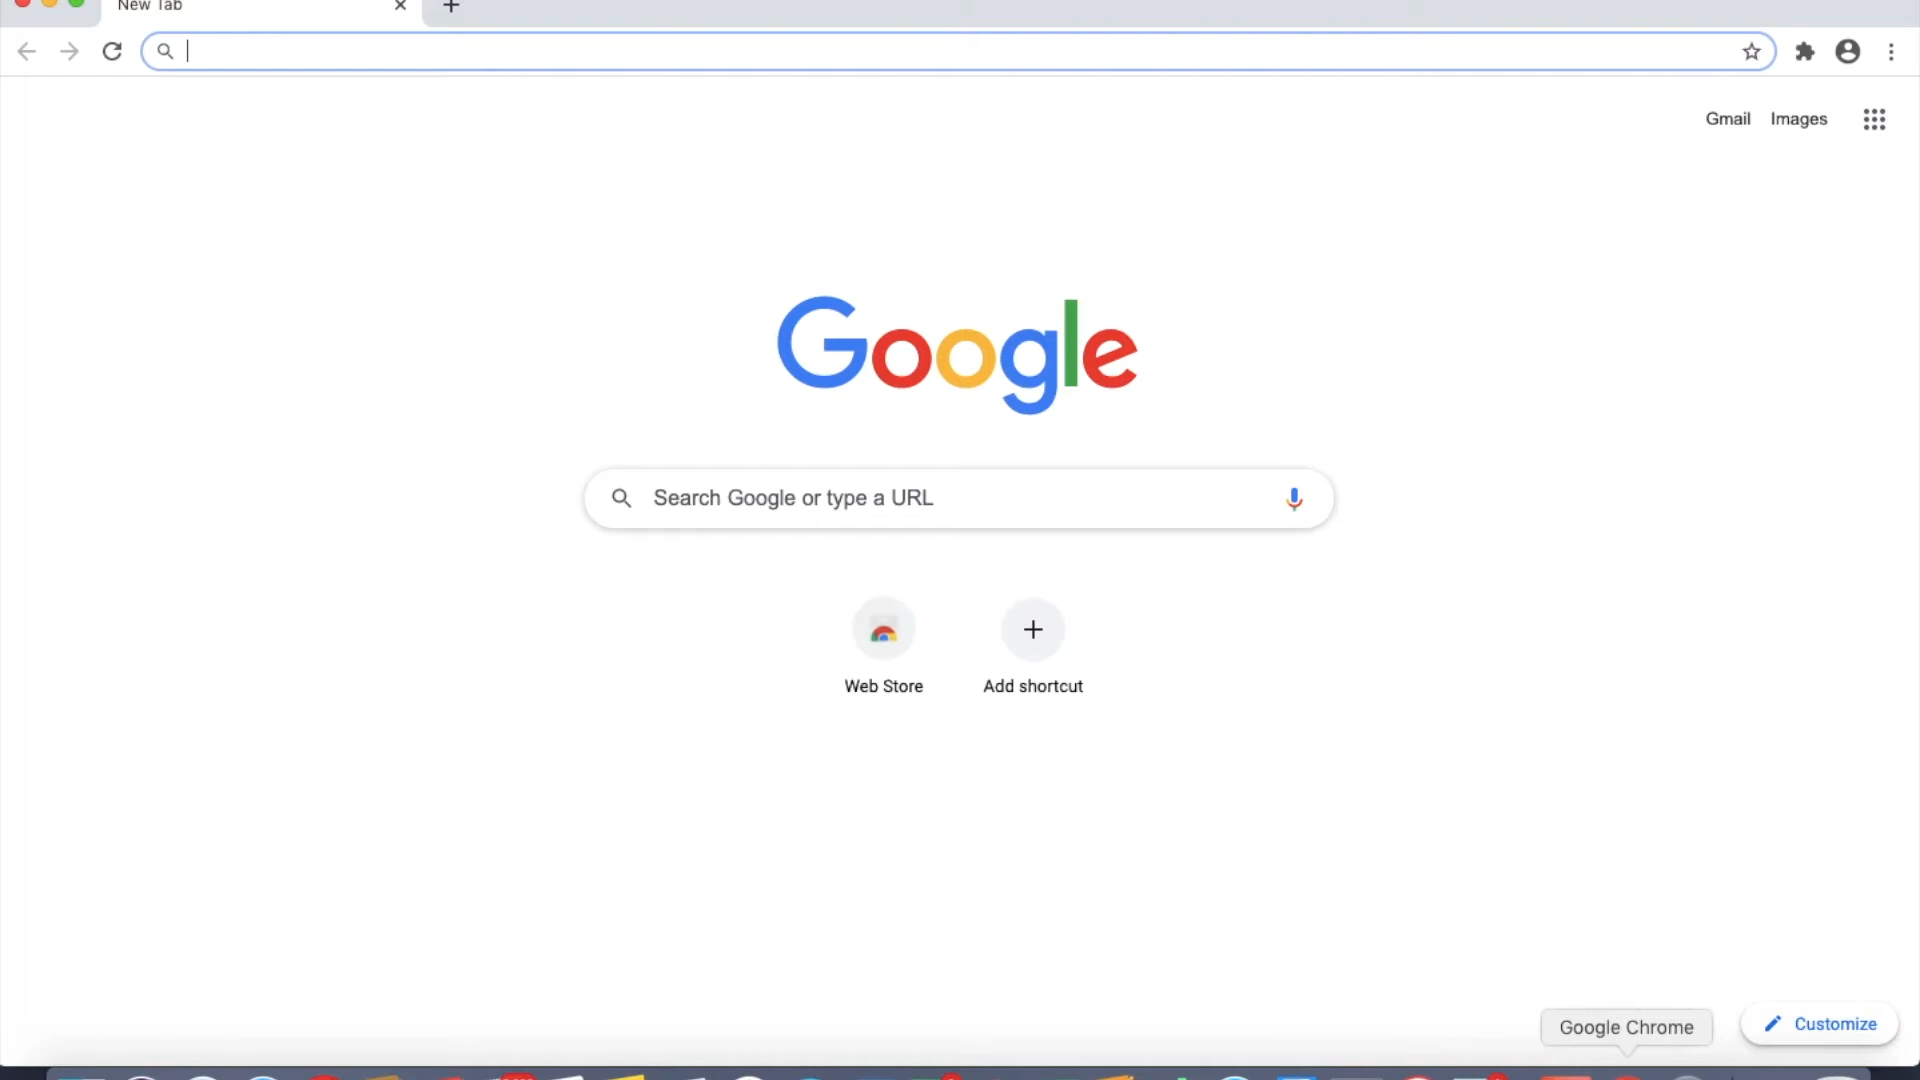 New Tab
Gmail Images
Google
Search Google or type a URL
Web Store
Add shortcut
Google Chrome
Customize